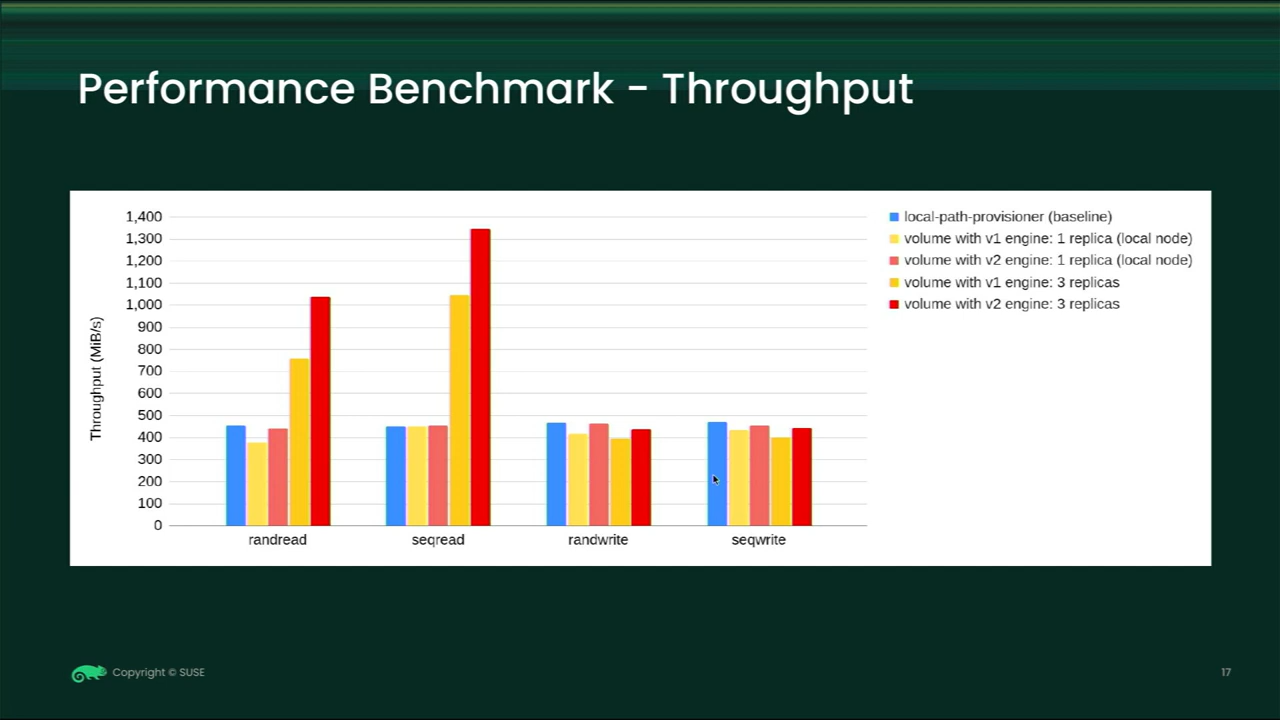 Performance Benchmark - Throughput
1,400
1,300
1,200
1,100
1,000
900
800
700
600
500
400
300
200
100
0
Throughput (MiB/s)
randread
seqread
randwrite
seqwrite
local-path-provisioner (baseline)
volume with v1 engine: 1 replica (local node)
volume with v2 engine: 1 replica (local node)
volume with v1 engine: 3 replicas
volume with v2 engine: 3 replicas
Copyright © SUSE
17